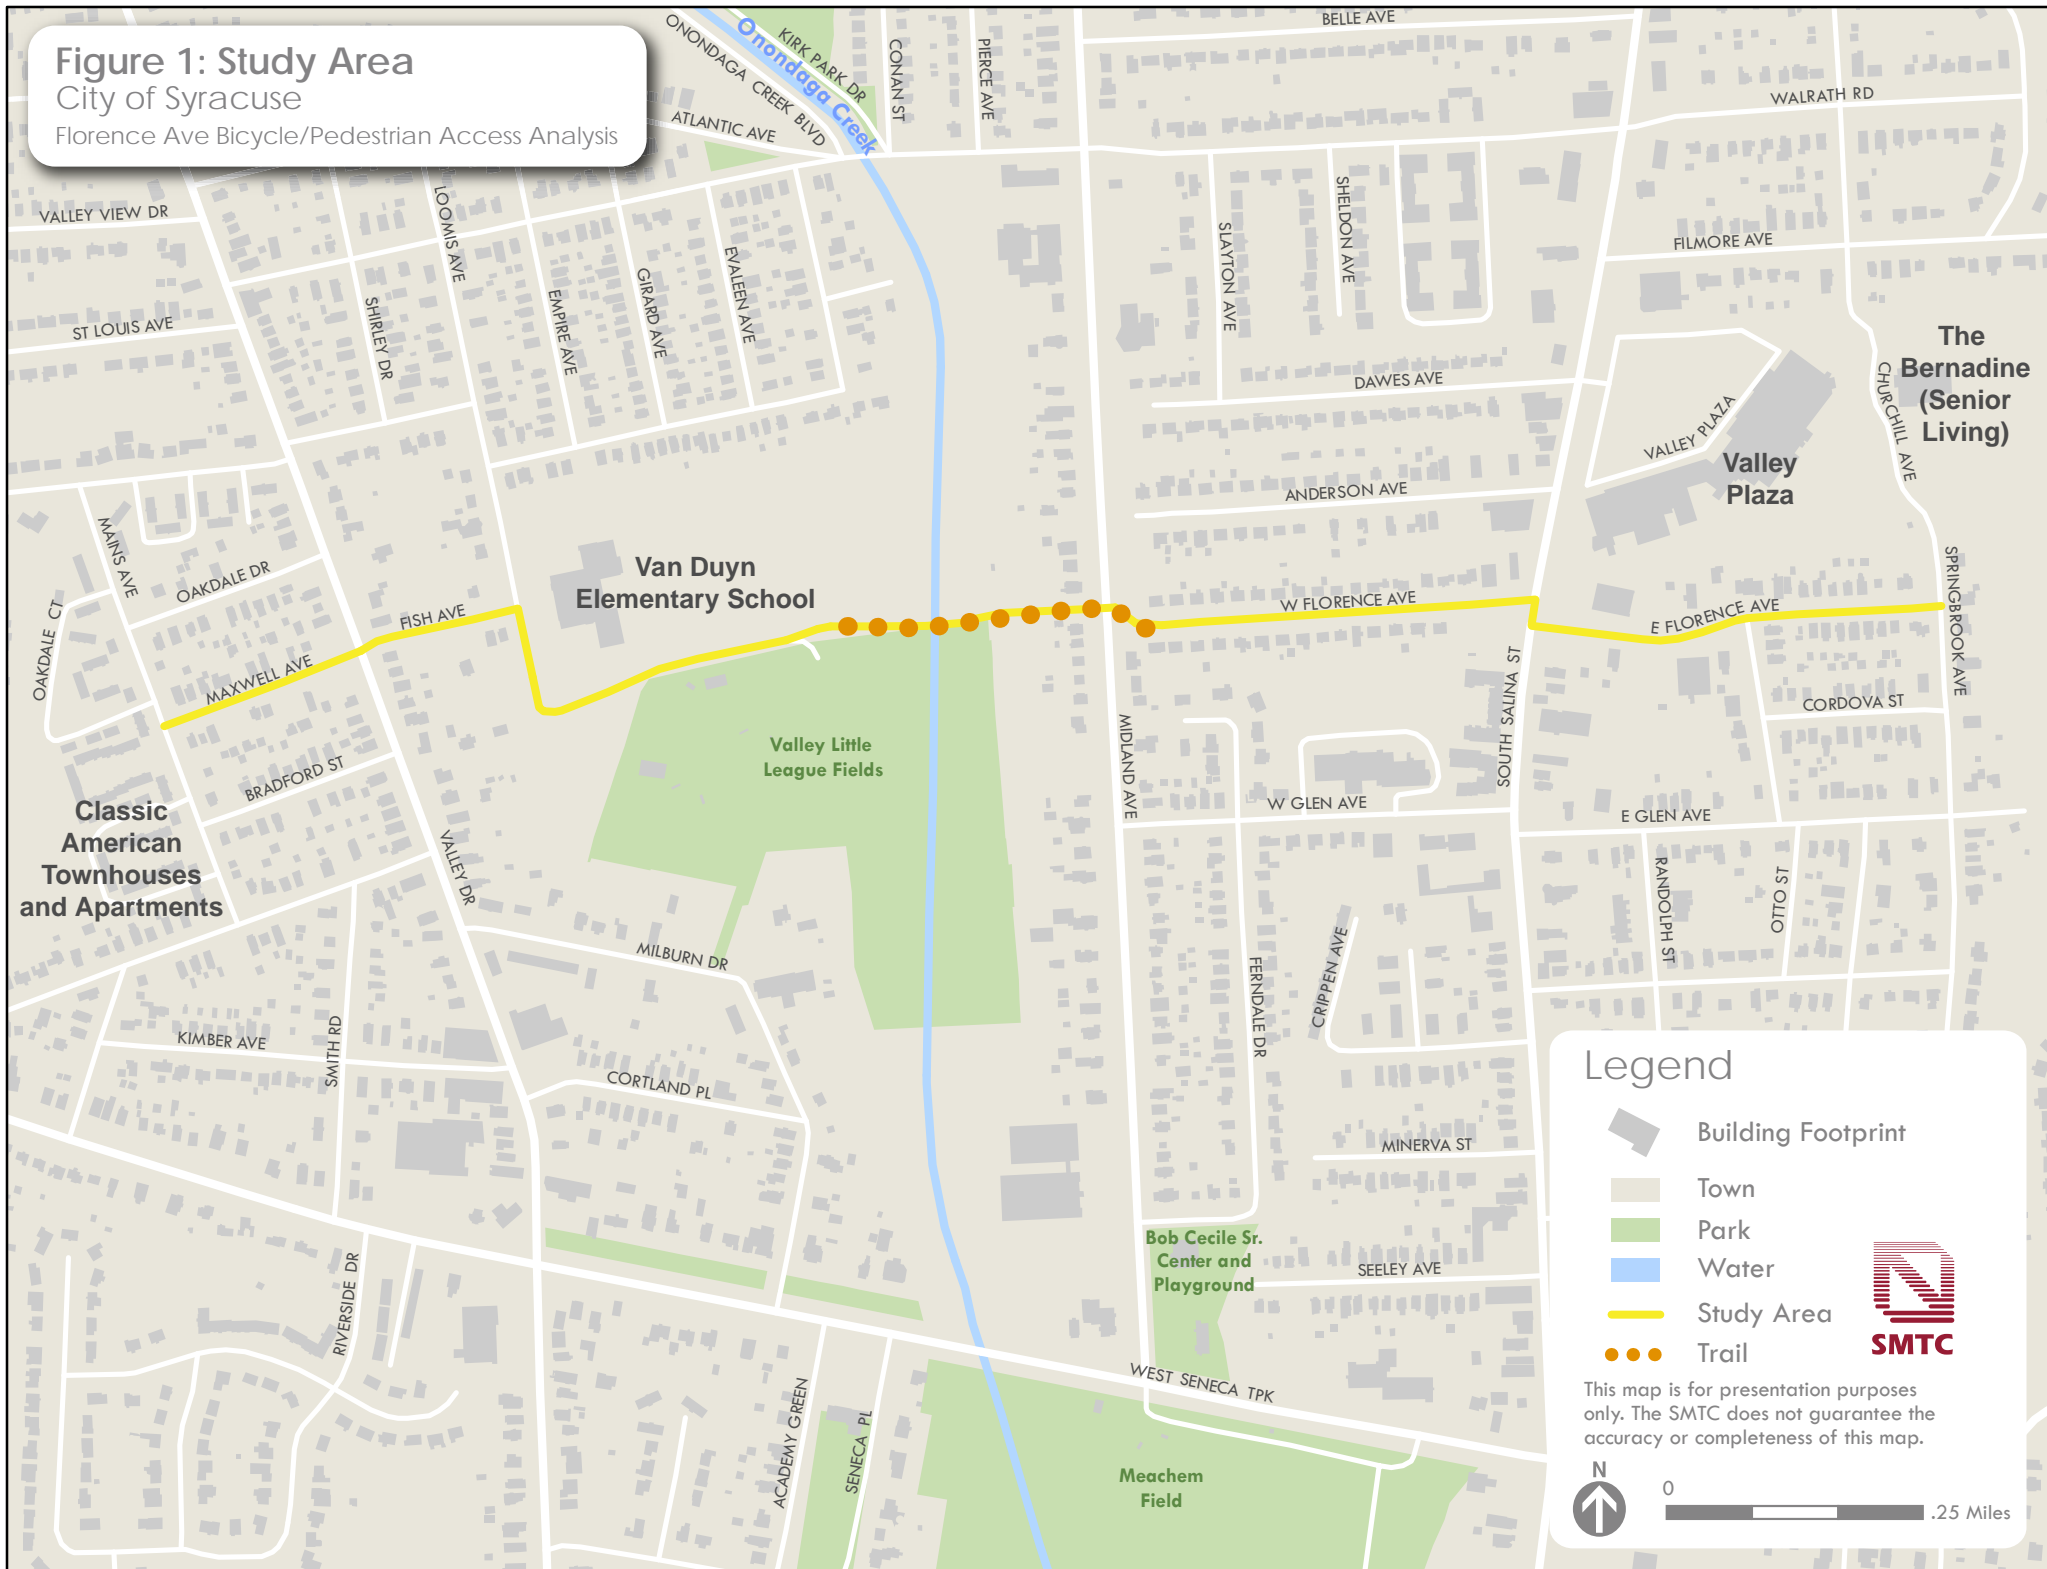 Figure 1: Study Area
City of Syracuse
Florence Ave Bicycle/Pedestrian Access Analysis
ONONDAGA CREEK BLVD
Onondaga Creek
KIRK PARK DR
CONAN ST
PIERCE AVE
BELLE AVE
WALRATH RD
ATLANTIC AVE
VALLEY VIEW DR
LOOMIS AVE
SLAYTON AVE
SHELDON AVE
FILMORE AVE
ST LOUIS AVE
SHIRLEY DR
EMPIRE AVE
GIRARD AVE
EVALEEN AVE
DAWES AVE
VALLEY PLAZA
CHURCHILL AVE
The
Bernadine
(Senior
Living)
Valley
Plaza
ANDERSON AVE
MAINS AVE
OAKDALE DR
OAKDALE CT
FISH AVE
MAXWELL AVE
Van Duyn
Elementary School
W FLORENCE AVE
E FLORENCE AVE
SPRINGBROOK AVE
SOUTH SALINA ST
CORDOVA ST
BRADFORD ST
Valley Little
League Fields
MIDLAND AVE
W GLEN AVE
E GLEN AVE
Classic
American
Townhouses
and Apartments
VALLEY DR
RANDOLPH ST
OTTO ST
MILBURN DR
FERNDALE DR
CRIPPEN AVE
KIMBER AVE
SMITH RD
CORTLAND PL
MINERVA ST
Bob Cecile Sr.
Center and
Playground
SEELEY AVE
RIVERSIDE DR
WEST SENECA TPK
ACADEMY GREEN
SENECA PL
Meachem
Field
Legend
Building Footprint
Town
Park
Water
Study Area
Trail
SMTC
This map is for presentation purposes
only. The SMTC does not guarantee the
accuracy or completeness of this map.
N
0
.25 Miles